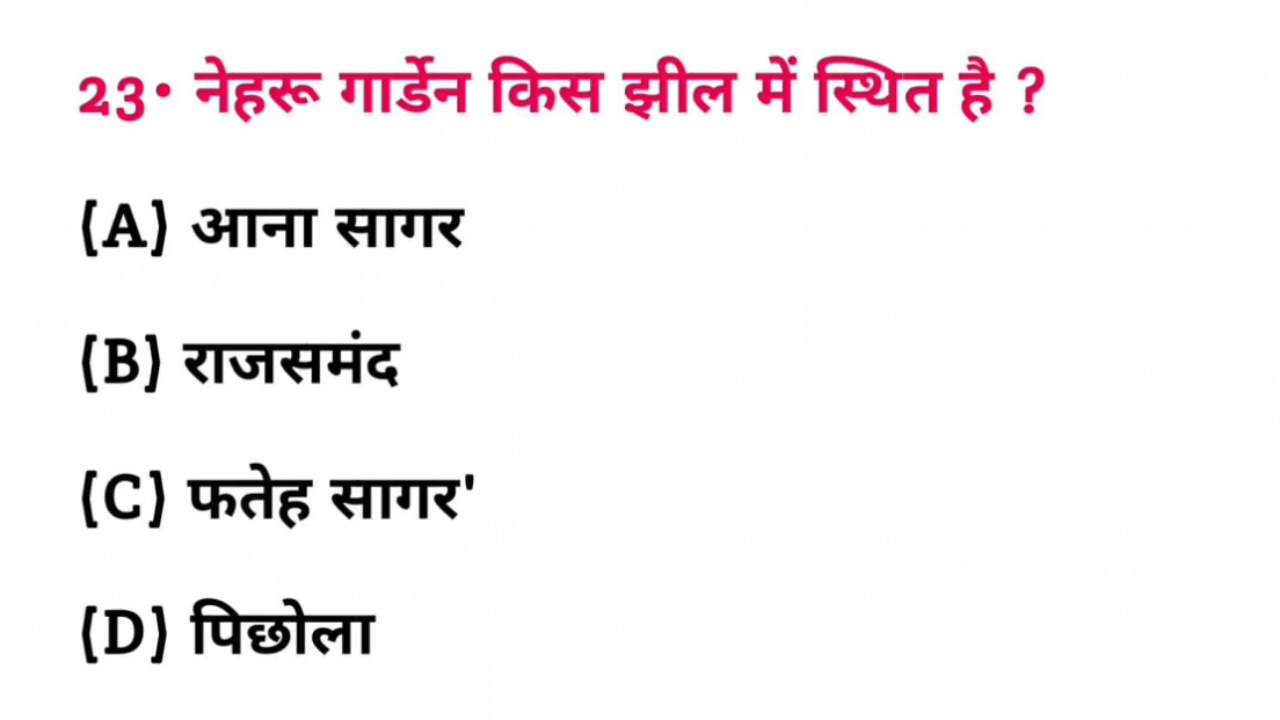 23• नेहरू गार्डेन किस झील में स्थित है ?
(A) आना सागर
(B) राजसमंद
(C) फतेह सागर'
(D) पिछोला